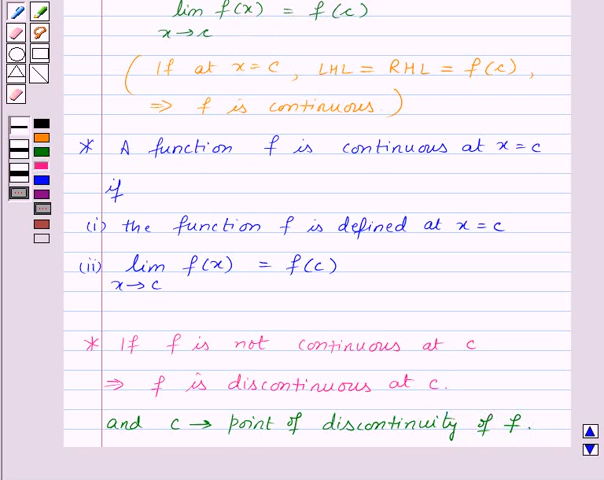 lim f(x) = f(c)
x→c
(If at x = c, LHL = RHL = f(c),
⇒ f is continuous.)
* A function f is continuous at x = c
if
(i) the function f is defined at x = c
(ii) lim f(x) = f(c)
x→c
* If f is not continuous at c
⇒ f is discontinuous at c.
and c → point of discontinuity of f.